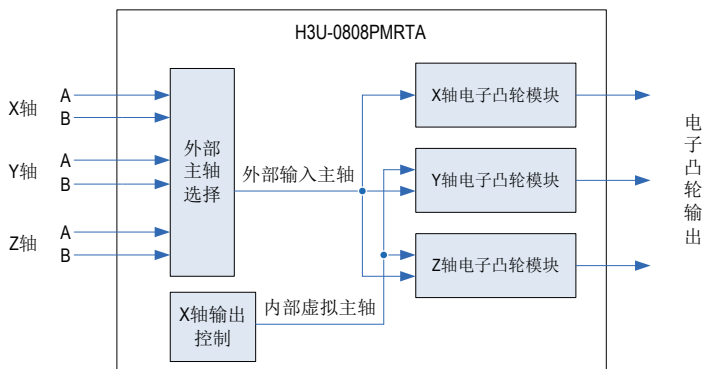 H3U-0808PMRTA
X轴
A
B
Y轴
A
B
Z轴
A
B
外部
主轴
选择
外部输入主轴
X轴输出
控制
内部虚拟主轴
X轴电子凸轮模块
Y轴电子凸轮模块
Z轴电子凸轮模块
电子凸轮输出